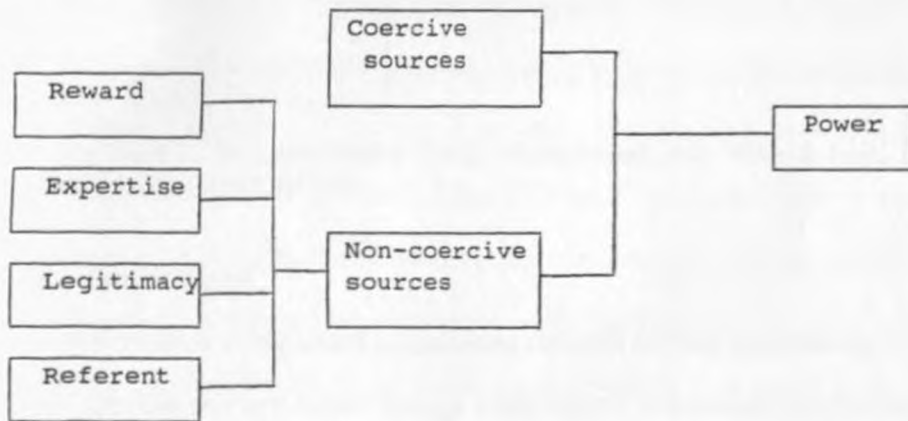 Coercive
sources
Reward
Power
Expertise
Non-coercive
sources
Legitimacy
Referent